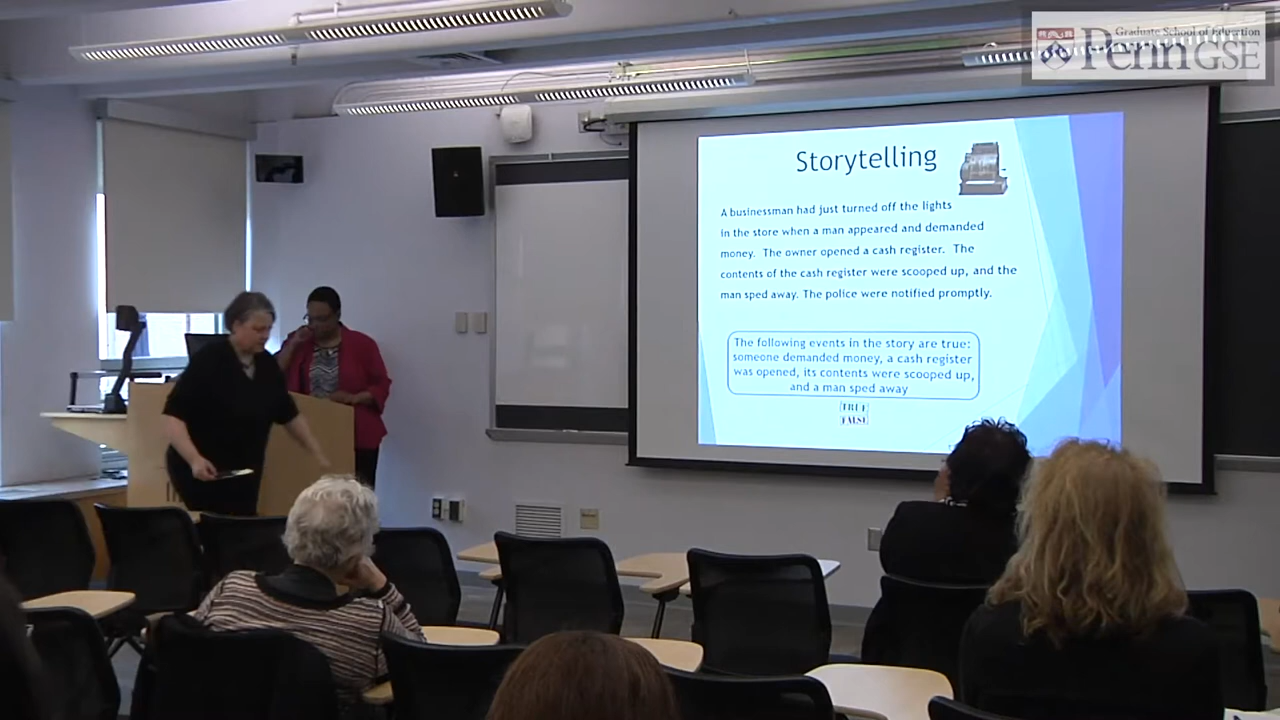 Graduate School of Education
Penn GSE
Storytelling
A businessman had just turned off the lights
in the store when a man appeared and demanded
money. The owner opened a cash register. The
contents of the cash register were scooped up, and the
man sped away. The police were notified promptly.
The following events in the story are true:
someone demanded money, a cash register
was opened, its contents were scooped up,
and a man sped away
TRUE
FALSE